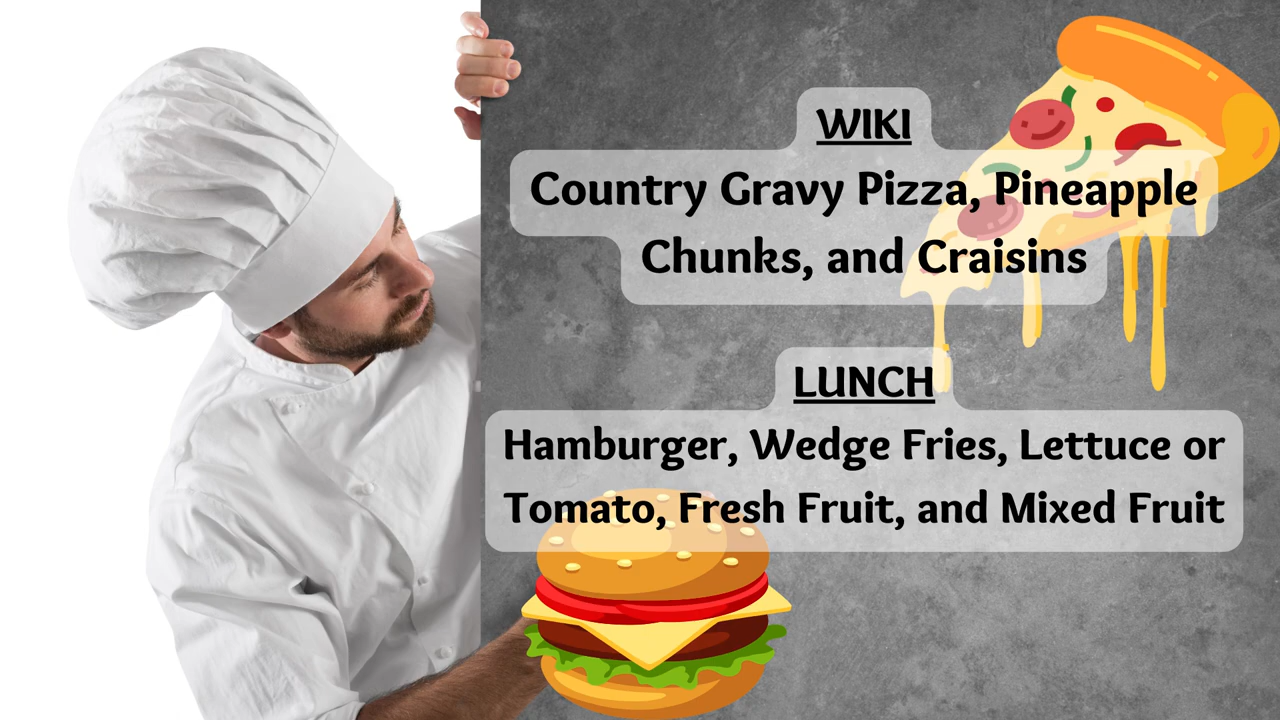 WIKI
Country Gravy Pizza, Pineapple
Chunks, and Craisins
LUNCH
Hamburger, Wedge Fries, Lettuce or
Tomato, Fresh Fruit, and Mixed Fruit